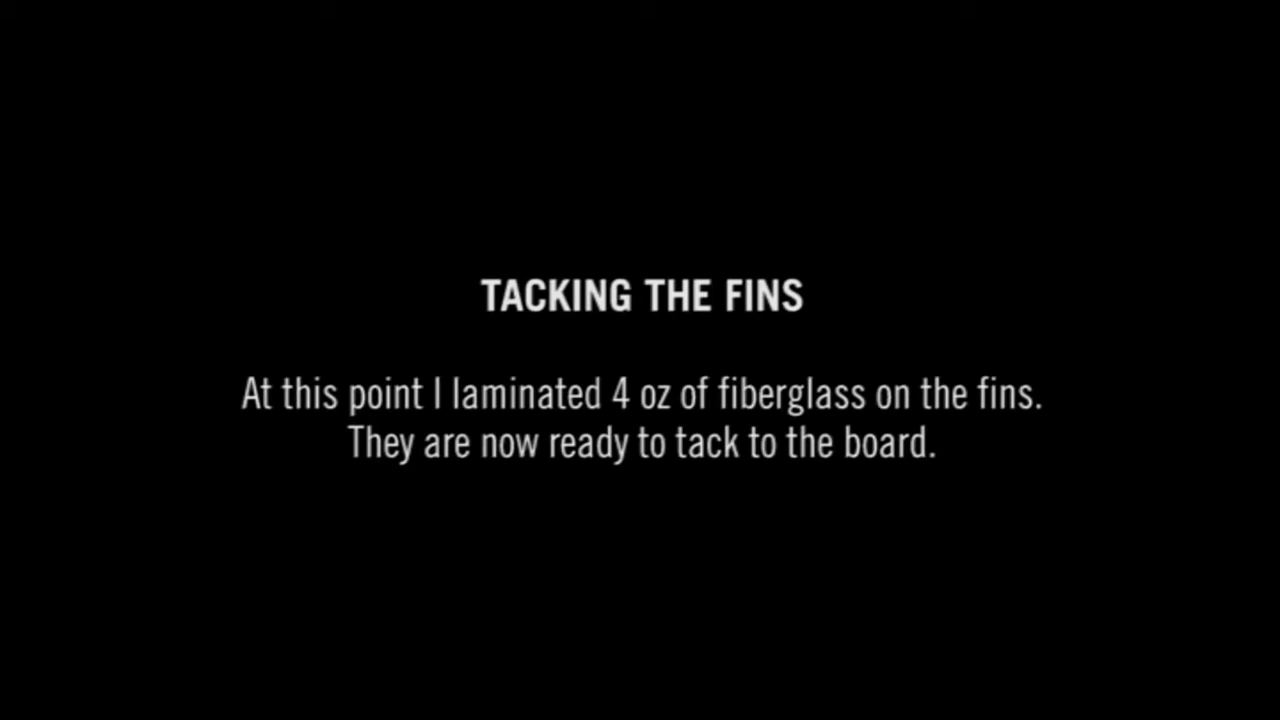 TACKING THE FINS
At this point I laminated 4 oz of fiberglass on the fins.
They are now ready to tack to the board.